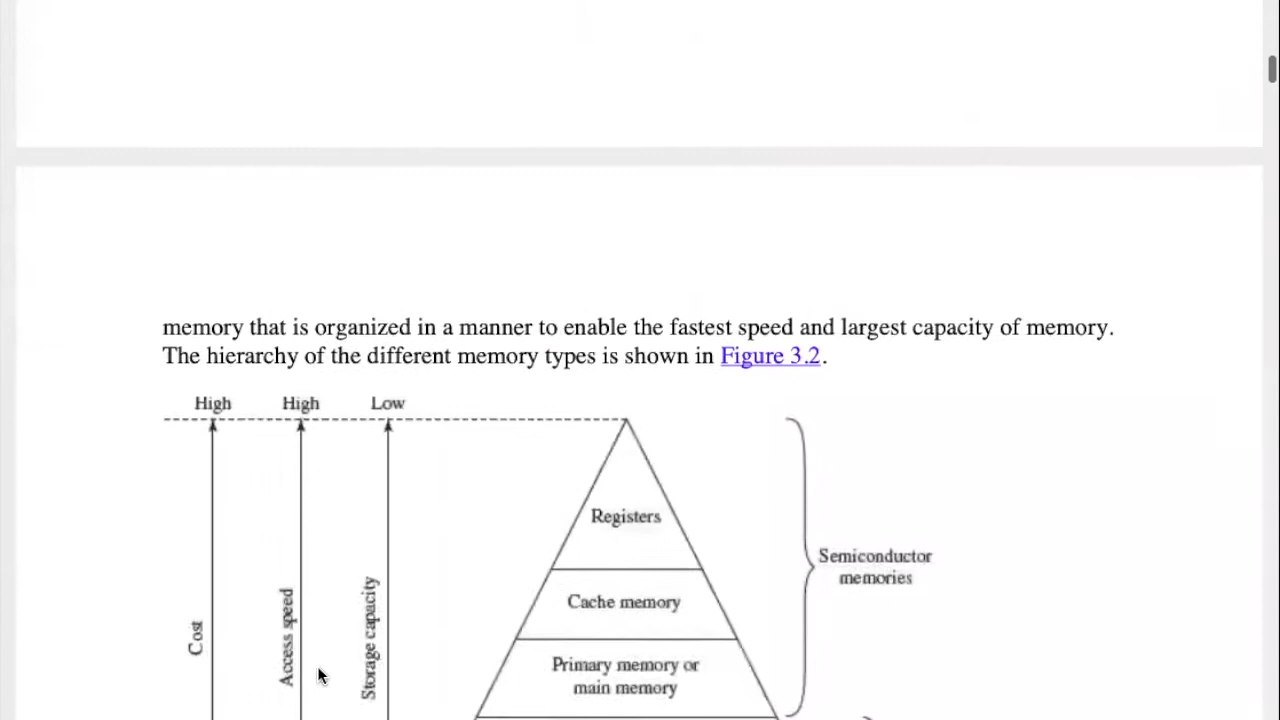 memory that is organized in a manner to enable the fastest speed and largest capacity of memory.
The hierarchy of the different memory types is shown in Figure 3.2.
High High Low
Registers
Semiconductor
memories
Cache memory
Cost
Access speed
Storage capacity
Primary memory or
main memory